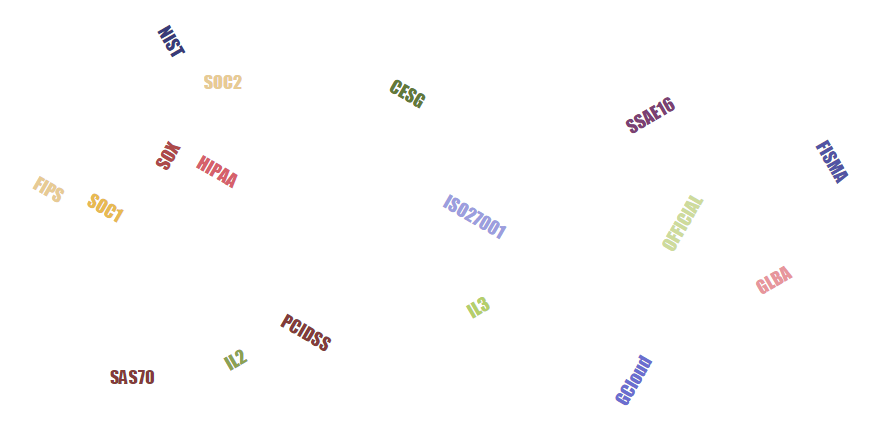 NIST
SOC2
CESG
SSAE16
SOX
HIPAA
FISMA
FIPS
SOC1
ISO27001
OFFICIAL
GLBA
IL3
PCIDSS
IL2
SAS70
GCloud